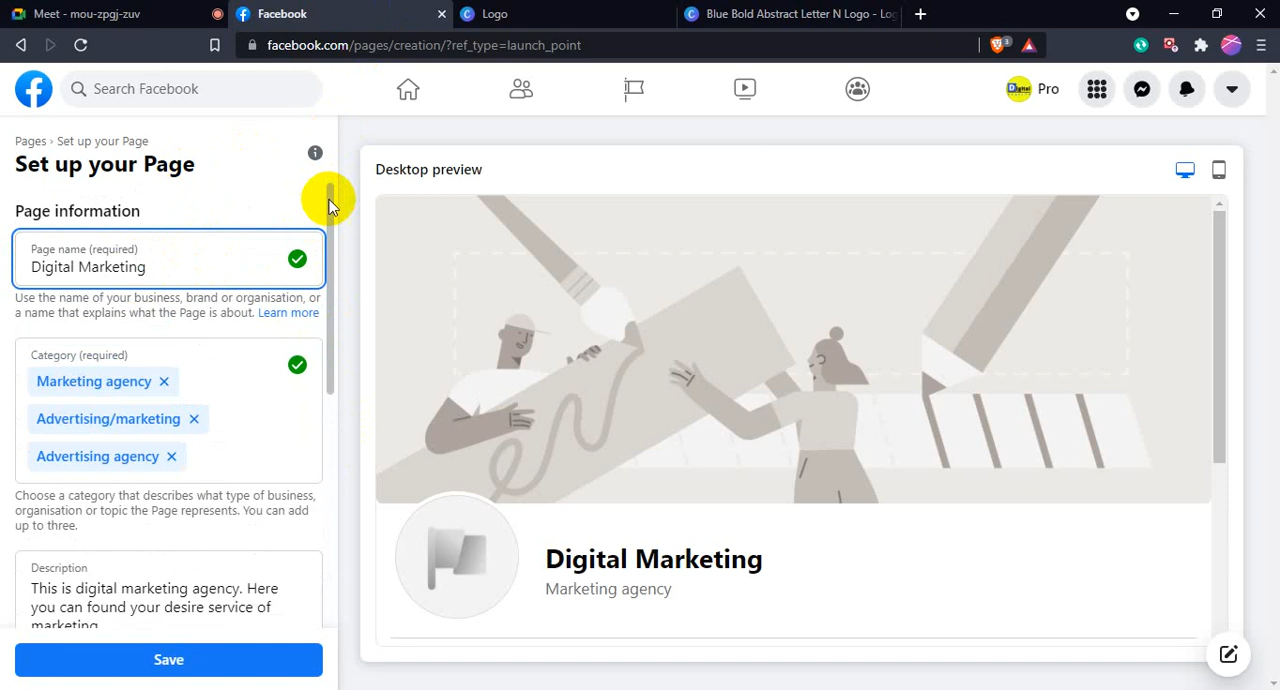 Meet - mou-zpgj-zuv
Facebook
Logo
Blue Bold Abstract Letter N Logo - Log
facebook.com/pages/creation/?ref_type=launch_point
3
Search Facebook
Digital
Pro
Pages › Set up your Page
Set up your Page
Page information
Page name (required)
Digital Marketing
Use the name of your business, brand or organisation, or
a name that explains what the Page is about. Learn more
Category (required)
Marketing agency ×
Advertising/marketing ×
Advertising agency ×
Choose a category that describes what type of business,
organisation or topic the Page represents. You can add
up to three.
Description
This is digital marketing agency. Here
you can found your desire service of
marketing
Save
Desktop preview
Digital Marketing
Marketing agency